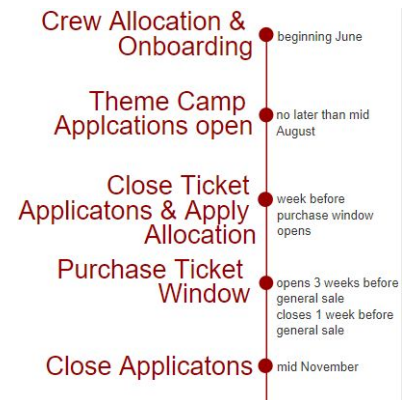 Crew Allocation &
Onboarding
beginning June
Theme Camp
Applcations open
no later than mid
August
Close Ticket
Applicatons & Apply
Allocation
week before
purchase window
opens
Purchase Ticket
Window
opens 3 weeks before
general sale
closes 1 week before
general sale
Close Applicatons
mid November